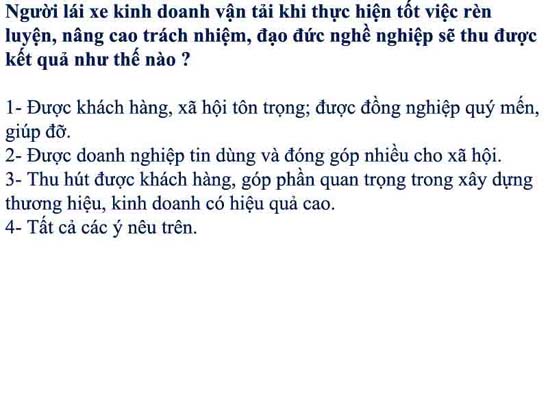 Người lái xe kinh doanh vận tải khi thực hiện tốt việc rèn
luyện, nâng cao trách nhiệm, đạo đức nghề nghiệp sẽ thu được
kết quả như thế nào ?
1- Được khách hàng, xã hội tôn trọng; được đồng nghiệp quý mến,
giúp đỡ.
2- Được doanh nghiệp tin dùng và đóng góp nhiều cho xã hội.
3- Thu hút được khách hàng, góp phần quan trọng trong xây dựng
thương hiệu, kinh doanh có hiệu quả cao.
4- Tất cả các ý nêu trên.